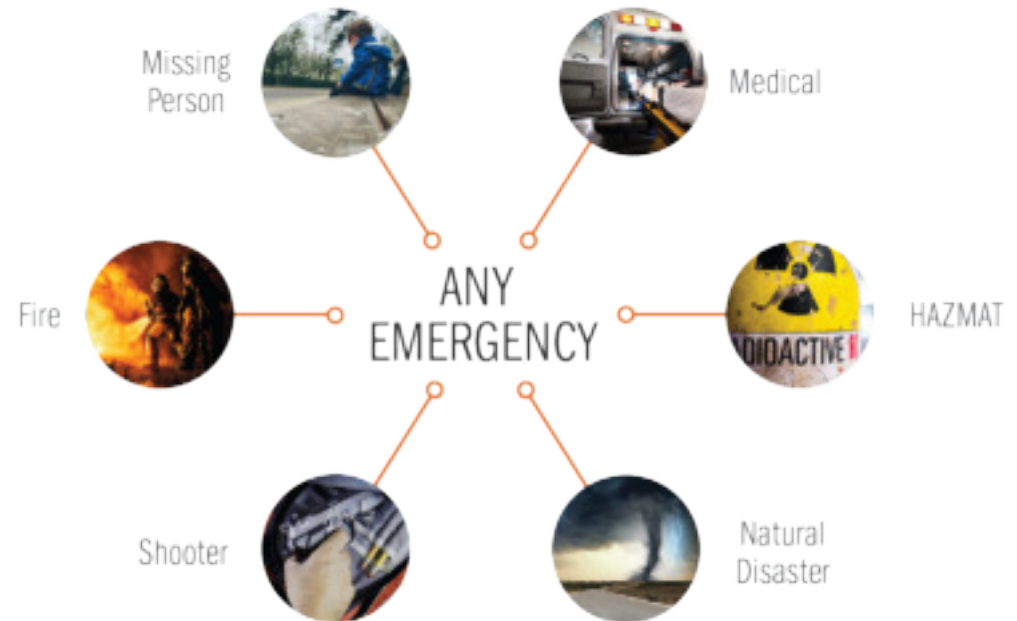 Missing
Person
Medical
Fire
ANY
EMERGENCY
HAZMAT
DIOACTIVE
Shooter
Natural
Disaster